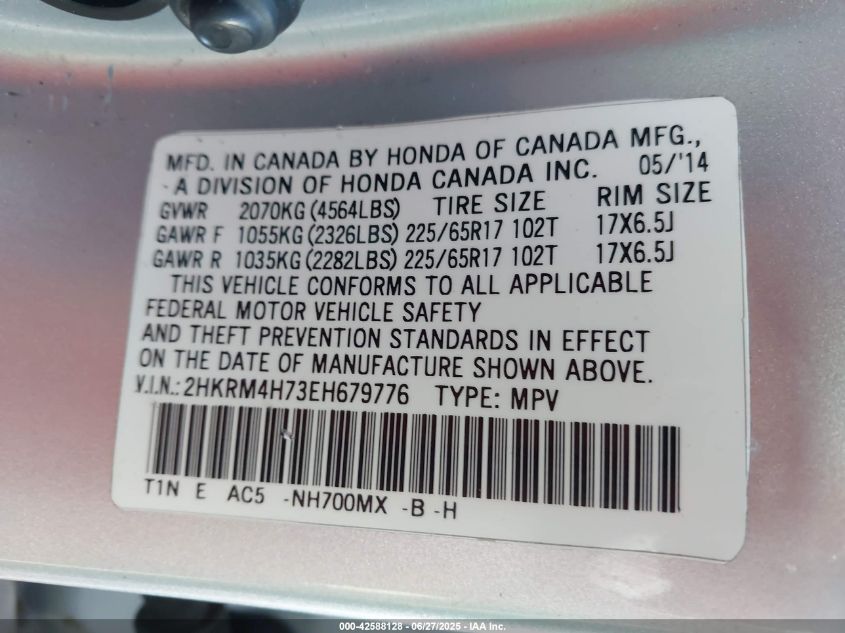 MFD. IN CANADA BY HONDA OF CANADA MFG.,
A DIVISION OF HONDA CANADA INC. 05/'14
GVWR 2070KG (4564LBS) TIRE SIZE RIM SIZE
GAWR F 1055KG (2326LBS) 225/65R17 102T 17X6.5J
GAWR R 1035KG (2282LBS) 225/65R17 102T 17X6.5J
THIS VEHICLE CONFORMS TO ALL APPLICABLE
FEDERAL MOTOR VEHICLE SAFETY
AND THEFT PREVENTION STANDARDS IN EFFECT
ON THE DATE OF MANUFACTURE SHOWN ABOVE.
V.I.N.: 2HKRM4H73EH679776 TYPE: MPV
T1N E AC5 -NH700MX -B -H
000-42588128 - 06/27/2025 - IAA Inc.